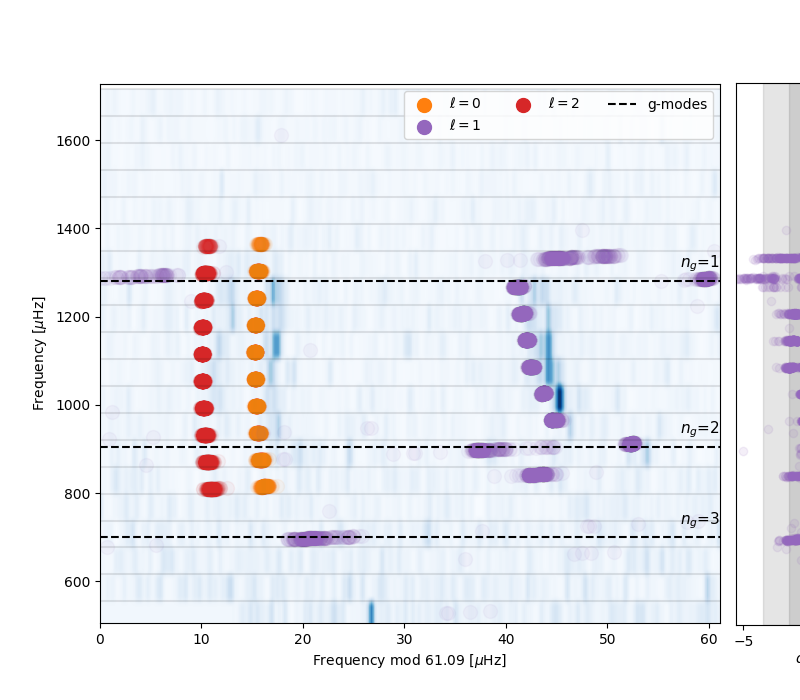 ℓ = 0
ℓ = 2
g-modes
ℓ = 1
1600
1400
n_g=1
1200
1000
n_g=2
800
n_g=3
600
Frequency [μHz]
0 10 20 30 40 50 60
−5
Frequency mod 61.09 [μHz]